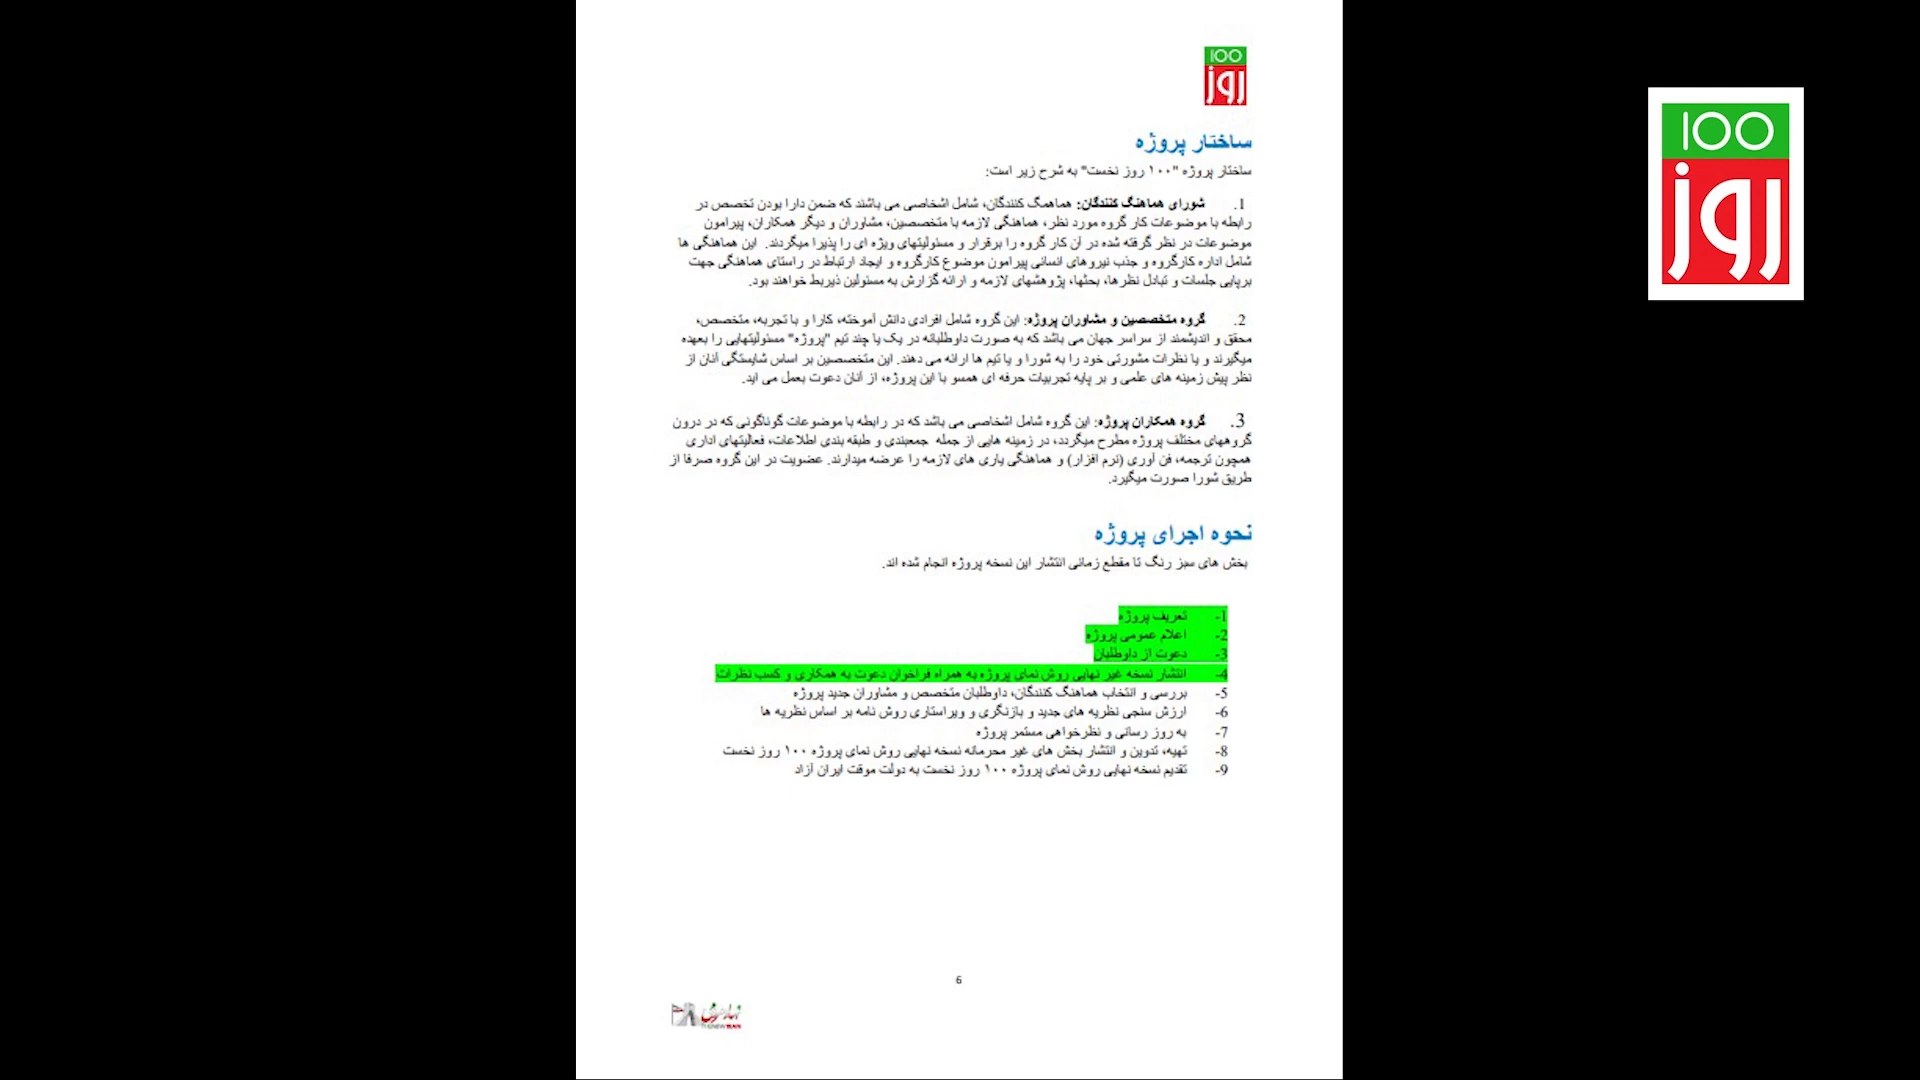 100
روز
100
روز
ساختار پروژه
ساختار پروژه "۱۰۰ روز نخست" به شرح زیر است:
1. شورای هماهنگ کنندگان: هماهمگ کنندگان، شامل اشخاصی می باشند که ضمن دارا بودن تخصص در
رابطه با موضوعات کار گروه مورد نظر، هماهنگی لازمه با متخصصین، مشاوران و دیگر همکاران، پیرامون
موضوعات در نظر گرفته شده در آن کار گروه را برقرار و مسئولیتهای ویژه ای را پذیرا میگردند. این هماهنگی ها
شامل اداره کارگروه و جذب نیروهای انسانی پیرامون موضوع کارگروه و ایجاد ارتباط در راستای هماهنگی جهت
برپایی جلسات و تبادل نظرها، بحثها، پژوهشهای لازمه و ارائه گزارش به مسئولین ذیربط خواهند بود.
2. گروه متخصصین و مشاوران پروژه: این گروه شامل افرادی دانش آموخته، کارا و با تجربه، متخصص،
محقق و اندیشمند از سراسر جهان می باشد که به صورت داوطلبانه در یک یا چند تیم "پروژه" مسئولیتهایی را بعهده
میگیرند و یا نظرات مشورتی خود را به شورا و یا تیم ها ارائه می دهند. این متخصصین بر اساس شایستگی آنان از
نظر پیش زمینه های علمی و بر پایه تجربیات حرفه ای همسو با این پروژه، از آنان دعوت بعمل می اید.
3. گروه همکاران پروژه: این گروه شامل اشخاصی می باشد که در رابطه با موضوعات گوناگونی که در درون
گروههای مختلف پروژه مطرح میگردد، در زمینه هایی از جمله جمعبندی و طبقه بندی اطلاعات، فعالیتهای اداری
همچون ترجمه، فن آوری (نرم افزار) و هماهنگی یاری های لازمه را عرضه میدارند. عضویت در این گروه صرفا از
طریق شورا صورت میگیرد.
نحوه اجرای پروژه
بخش های سبز رنگ تا مقطع زمانی انتشار این نسخه پروژه انجام شده اند.
1- تعریف پروژه
2- اعلام عمومی پروژه
3- دعوت از داوطلبان
4- انتشار نسخه غیر نهایی روش نمای پروژه به همراه فراخوان دعوت به همکاری و کسب نظرات
5- بررسی و انتخاب هماهنگ کنندگان، داوطلبان متخصص و مشاوران جدید پروژه
6- ارزش سنجی نظریه های جدید و بازنگری و ویراستاری روش نامه بر اساس نظریه ها
7- به روز رسانی و نظرخواهی مستمر پروژه
8- تهیه، تدوین و انتشار بخش های غیر محرمانه نسخه نهایی روش نمای پروژه ۱۰۰ روز نخست
9- تقدیم نسخه نهایی روش نمای پروژه ۱۰۰ روز نخست به دولت موقت ایران آزاد
6